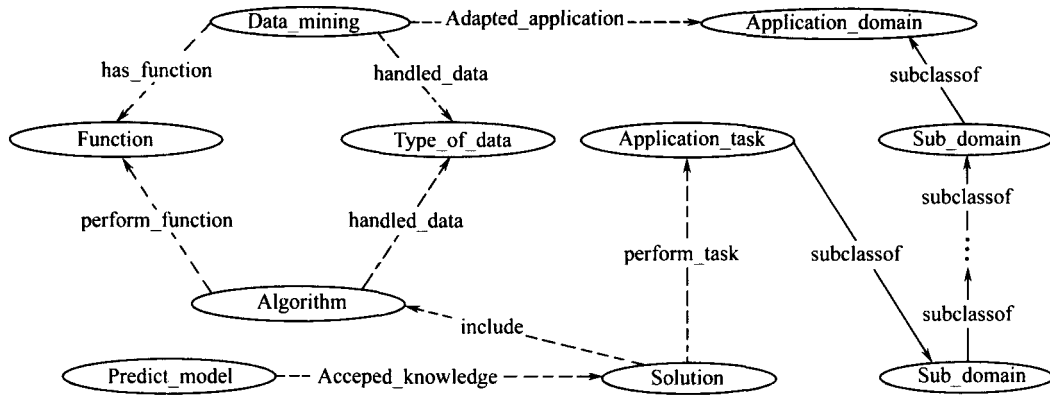 Data_mining
Adapted_application
Application_domain
has_function
handled_data
subclassof
Function
Type_of_data
Application_task
Sub_domain
subclassof
perform_function
handled_data
perform_task
subclassof
Algorithm
include
subclassof
Predict_model
Acceped_knowledge
Solution
Sub_domain